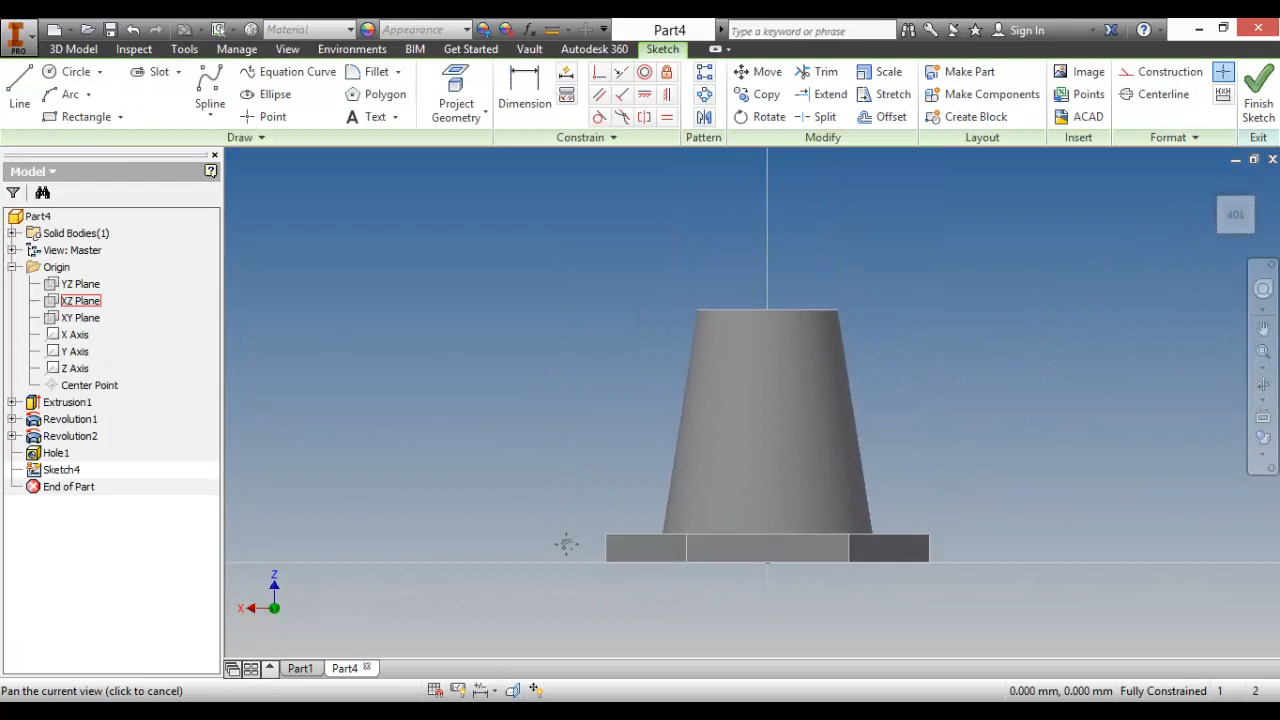 PRO
Material
Appearance
Part4
Type a keyword or phrase
Sign In
3D Model Inspect Tools Manage View Environments BIM Get Started Vault Autodesk 360 Sketch
Line Circle Arc Rectangle Slot Spline Equation Curve Ellipse Point Fillet Polygon Text
Project Geometry
Dimension
Move Copy Rotate Trim Extend Split Scale Stretch Offset
Make Part Make Components Create Block
Image Points ACAD
Construction Centerline
Finish Sketch
Draw Constrain Pattern Modify Layout Insert Format Exit
Model
Part4
Solid Bodies(1)
View: Master
Origin
YZ Plane
XZ Plane
XY Plane
X Axis
Y Axis
Z Axis
Center Point
Extrusion1
Revolution1
Revolution2
Hole1
Sketch4
End of Part
TOP
Z
X
Part1 Part4
Pan the current view (click to cancel) 0.000 mm, 0.000 mm Fully Constrained 1 2